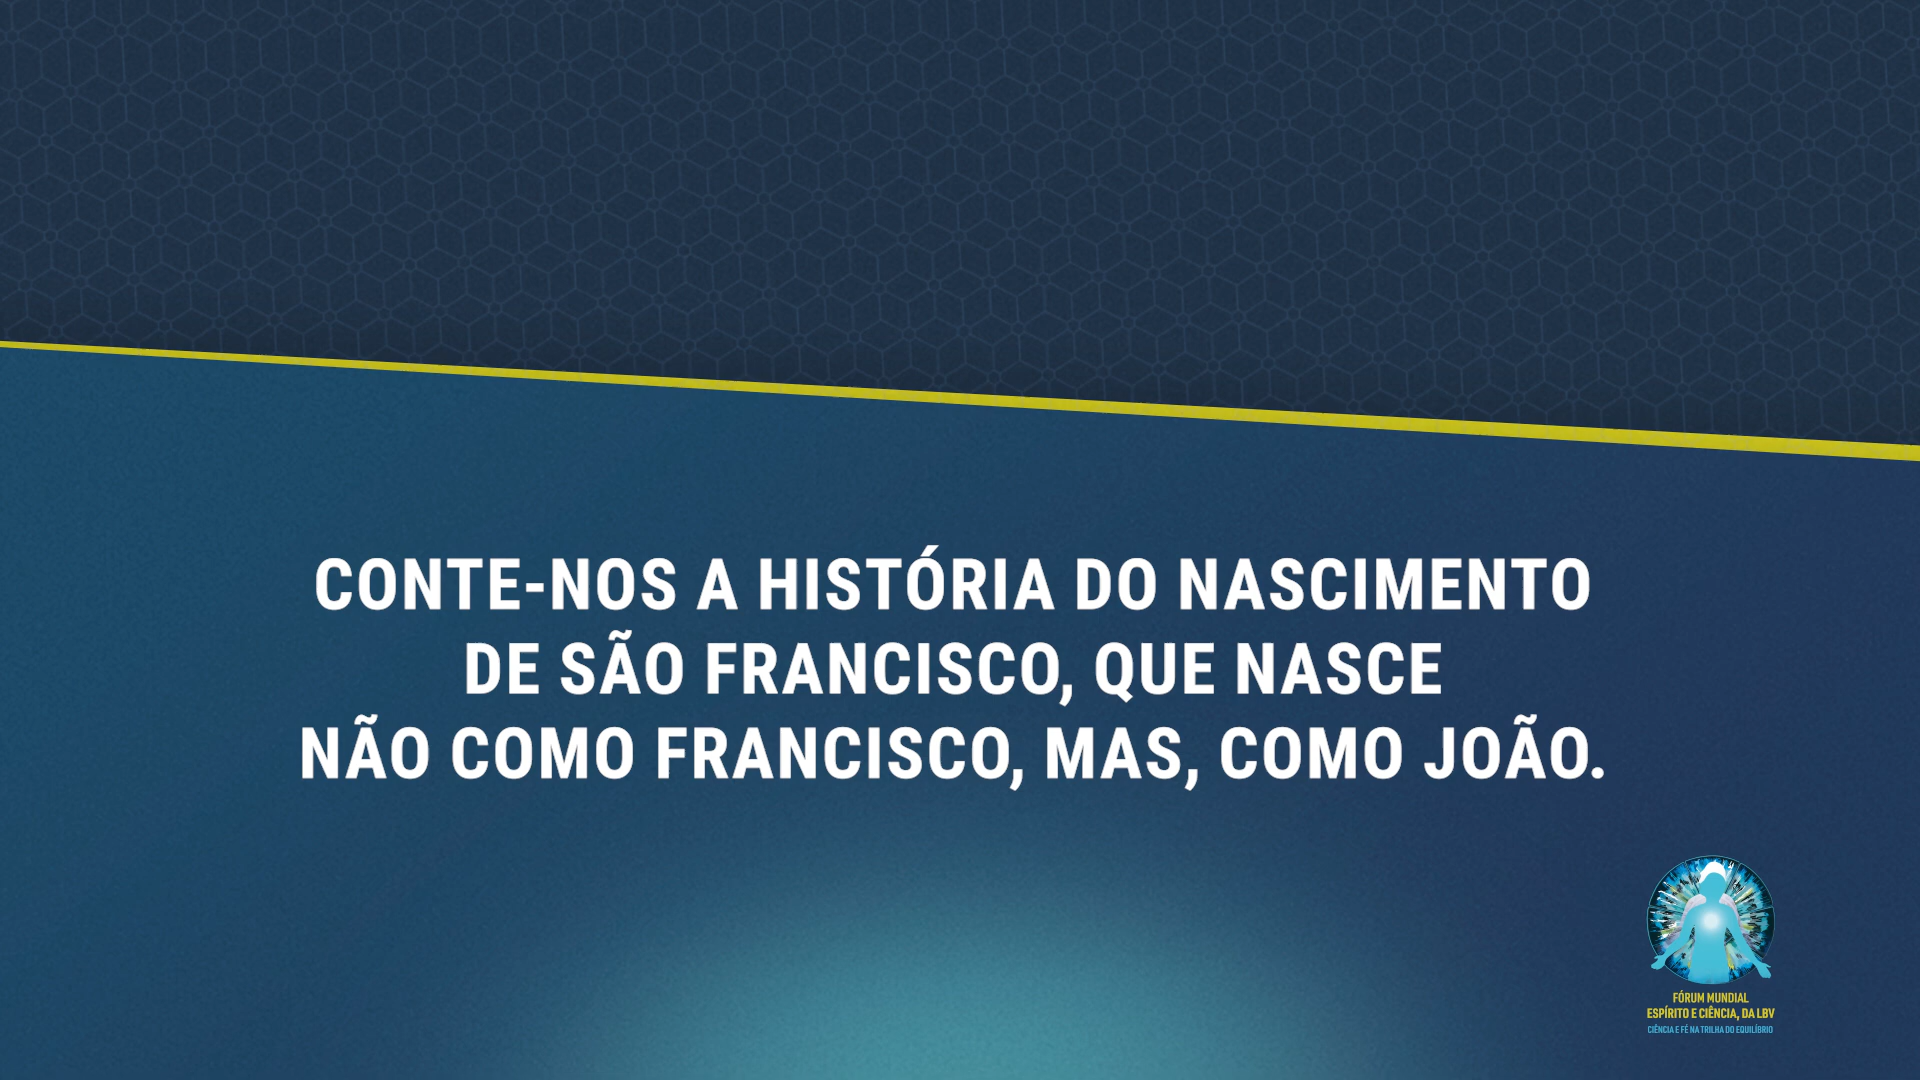 CONTE-NOS A HISTÓRIA DO NASCIMENTO
DE SÃO FRANCISCO, QUE NASCE
NÃO COMO FRANCISCO, MAS, COMO JOÃO.
FÓRUM MUNDIAL
ESPÍRITO E CIÊNCIA, DA LBV
CIÊNCIA E FÉ NA TRILHA DO EQUILÍBRIO